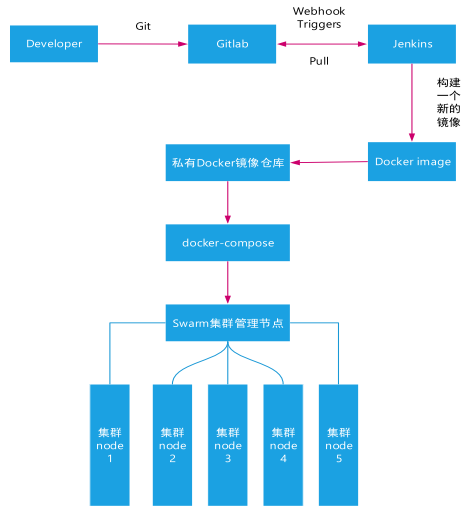 Developer
Git
Gitlab
Webhook
Triggers
Pull
Jenkins
构建
一个
新的
镜像
Docker image
私有Docker镜像仓库
docker-compose
Swarm集群管理节点
集群
node
1
集群
node
2
集群
node
3
集群
node
4
集群
node
5